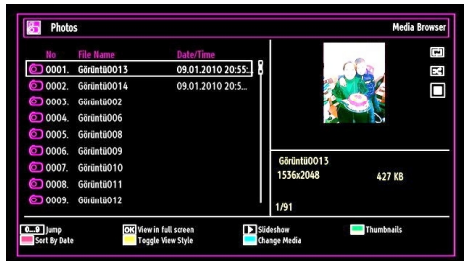 Photos
Media Browser
No File Name Date/Time
0001. Görüntü0013 09.01.2010 20:55:..
0002. Görüntü0014 09.01.2010 20:5...
0003. Görüntü002
0004. Görüntü006
0005. Görüntü008
0006. Görüntü009
0007. Görüntü010
0008. Görüntü011
0009. Görüntü012
Görüntü0013
1536x2048 427 KB
1/91
0...9 Jump OK View in full screen Slideshow Thumbnails
Sort By Date Toggle View Style Change Media